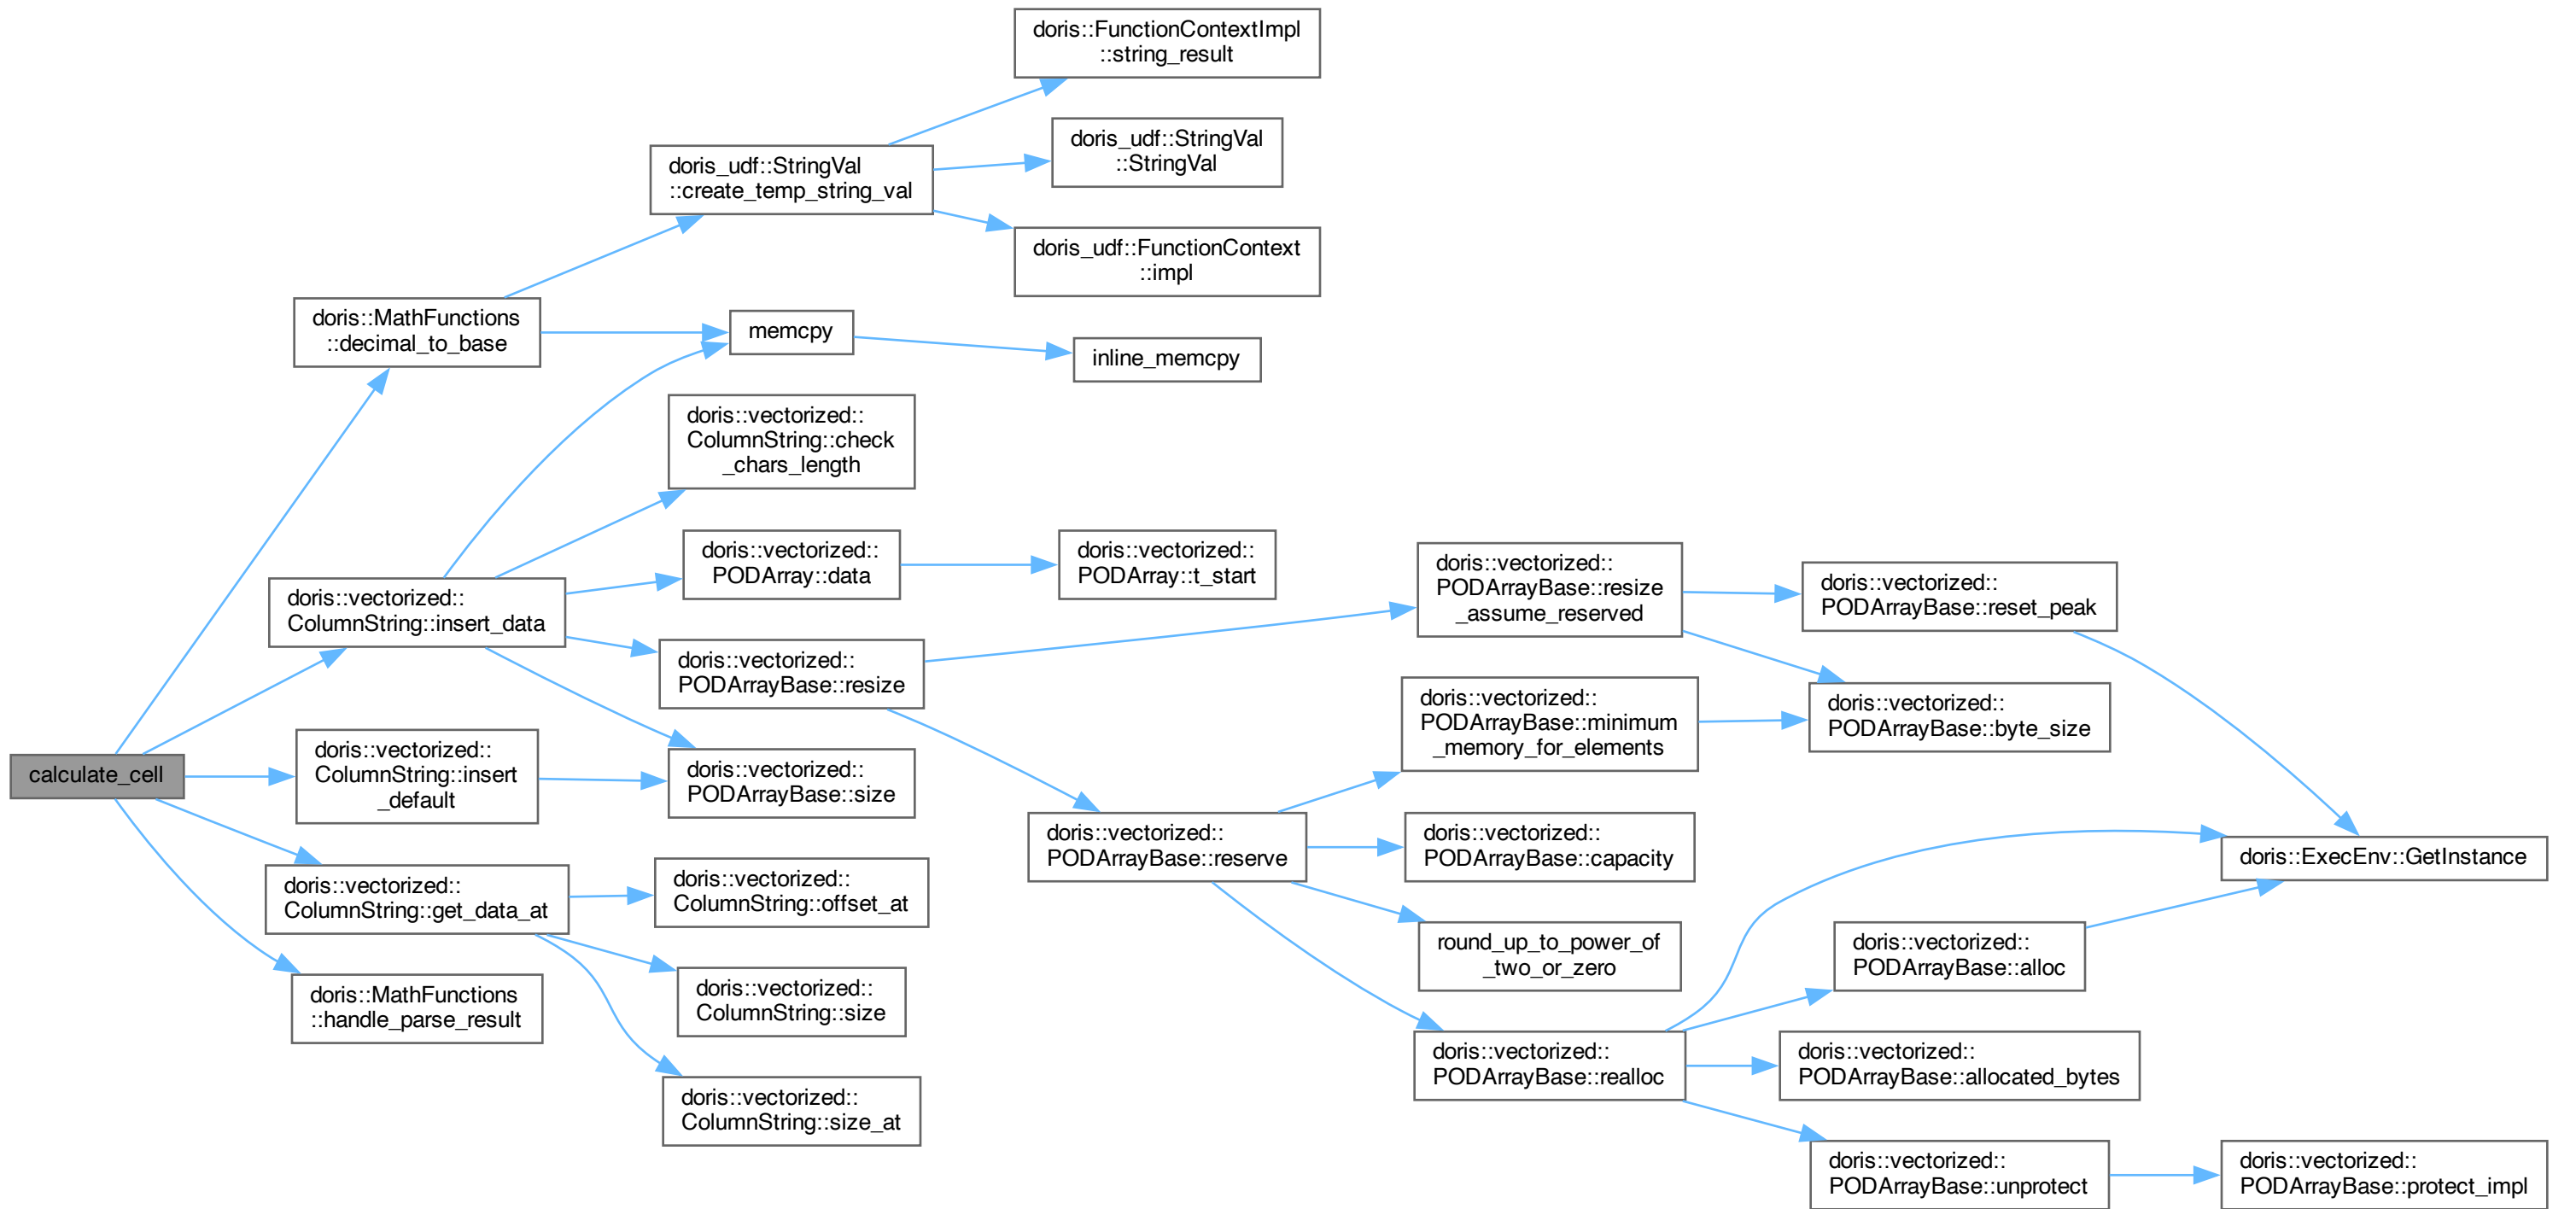 doris::FunctionContextImpl
::string_result
doris_udf::StringVal
::StringVal
doris_udf::StringVal
::create_temp_string_val
doris_udf::FunctionContext
::impl
doris::MathFunctions
::decimal_to_base
memcpy
inline_memcpy
doris::vectorized::
ColumnString::check
_chars_length
doris::vectorized::
PODArray::data
doris::vectorized::
PODArray::t_start
doris::vectorized::
PODArrayBase::resize
_assume_reserved
doris::vectorized::
PODArrayBase::reset_peak
doris::vectorized::
ColumnString::insert_data
doris::vectorized::
PODArrayBase::resize
doris::vectorized::
PODArrayBase::minimum
_memory_for_elements
doris::vectorized::
PODArrayBase::byte_size
calculate_cell
doris::vectorized::
ColumnString::insert
_default
doris::vectorized::
PODArrayBase::size
doris::vectorized::
PODArrayBase::reserve
doris::vectorized::
PODArrayBase::capacity
doris::ExecEnv::GetInstance
doris::vectorized::
ColumnString::get_data_at
doris::vectorized::
ColumnString::offset_at
round_up_to_power_of
_two_or_zero
doris::vectorized::
PODArrayBase::alloc
doris::MathFunctions
::handle_parse_result
doris::vectorized::
ColumnString::size
doris::vectorized::
PODArrayBase::realloc
doris::vectorized::
PODArrayBase::allocated_bytes
doris::vectorized::
ColumnString::size_at
doris::vectorized::
PODArrayBase::unprotect
doris::vectorized::
PODArrayBase::protect_impl